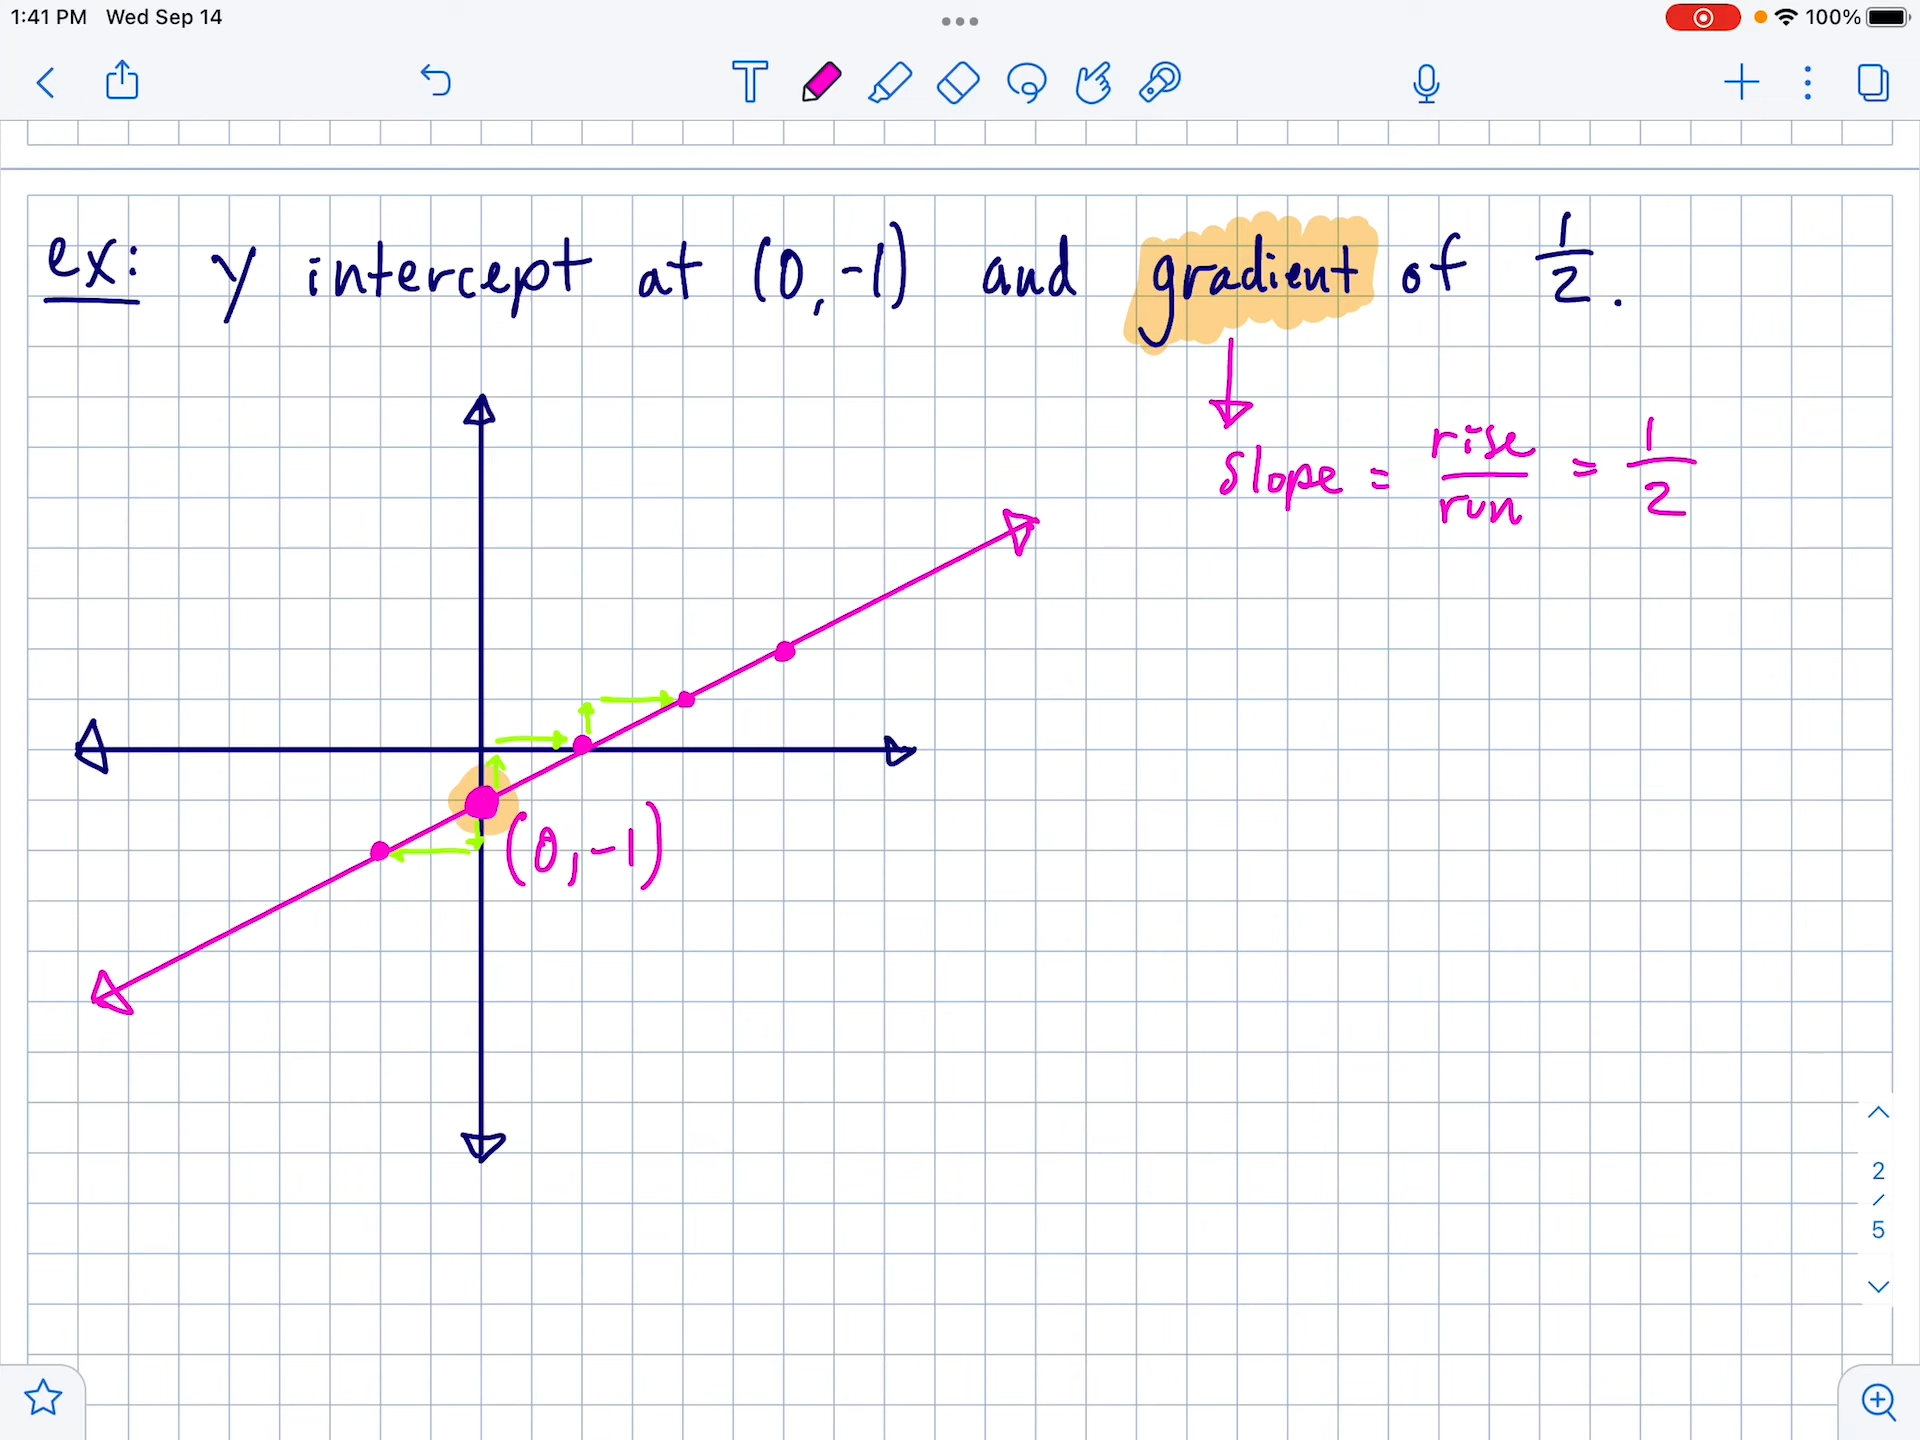 1:41 PM Wed Sep 14
100%
ex: y intercept at (0, -1) and gradient of 1/2.
slope = rise/run = 1/2
(0, -1)
2
/
5